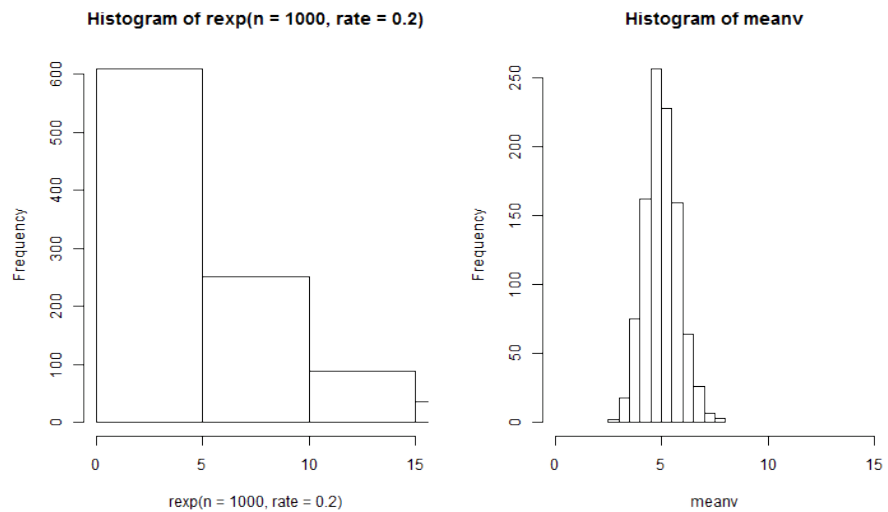 Histogram of rexp(n = 1000, rate = 0.2)
Frequency
0 100 200 300 400 500 600
0 5 10 15
rexp(n = 1000, rate = 0.2)
Histogram of meanv
Frequency
0 50 100 150 200 250
0 5 10 15
meanv